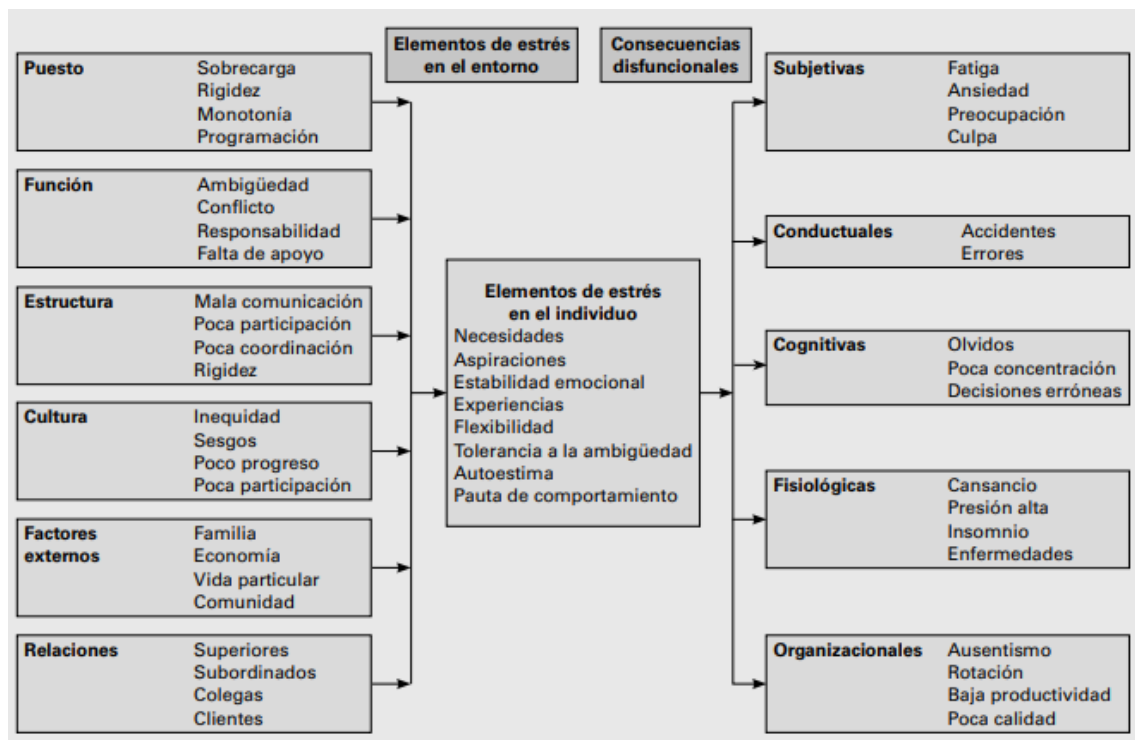 Elementos de estrés
en el entorno
Consecuencias
disfuncionales
Puesto Sobrecarga
Rigidez
Monotonía
Programación
Función Ambigüedad
Conflicto
Responsabilidad
Falta de apoyo
Estructura Mala comunicación
Poca participación
Poca coordinación
Rigidez
Cultura Inequidad
Sesgos
Poco progreso
Poca participación
Factores Familia
externos Economía
Vida particular
Comunidad
Relaciones Superiores
Subordinados
Colegas
Clientes
Elementos de estrés
en el individuo
Necesidades
Aspiraciones
Estabilidad emocional
Experiencias
Flexibilidad
Tolerancia a la ambigüedad
Autoestima
Pauta de comportamiento
Subjetivas Fatiga
Ansiedad
Preocupación
Culpa
Conductuales Accidentes
Errores
Cognitivas Olvidos
Poca concentración
Decisiones erróneas
Fisiológicas Cansancio
Presión alta
Insomnio
Enfermedades
Organizacionales Ausentismo
Rotación
Baja productividad
Poca calidad